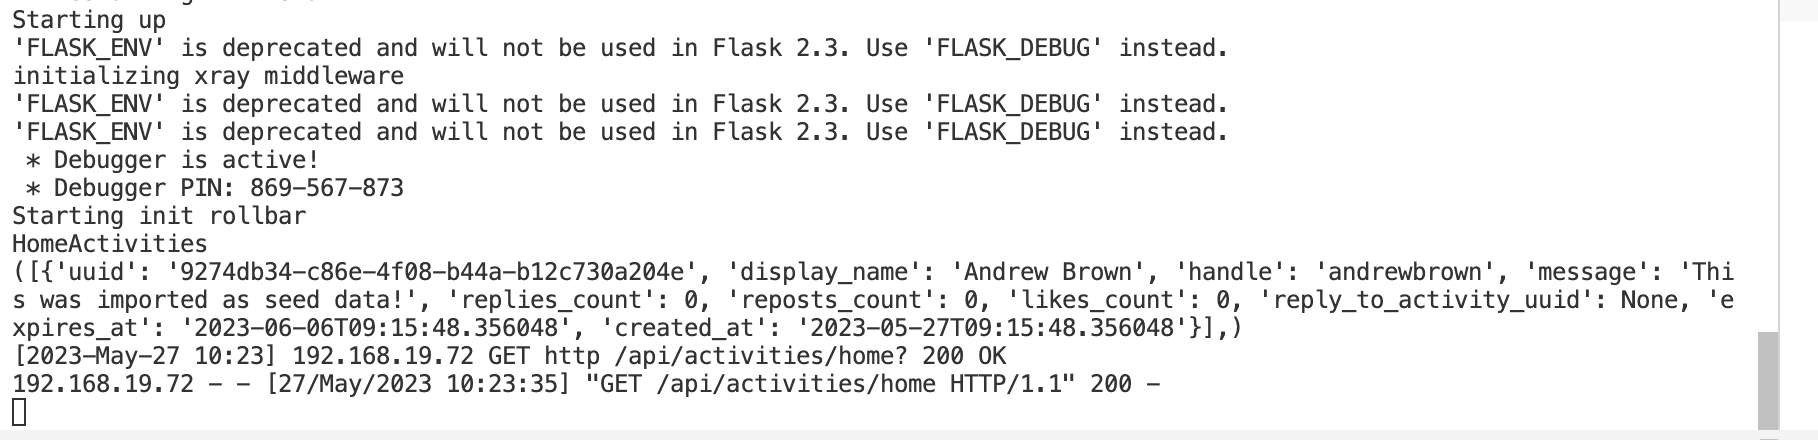 Starting up
'FLASK_ENV' is deprecated and will not be used in Flask 2.3. Use 'FLASK_DEBUG' instead.
initializing xray middleware
'FLASK_ENV' is deprecated and will not be used in Flask 2.3. Use 'FLASK_DEBUG' instead.
'FLASK_ENV' is deprecated and will not be used in Flask 2.3. Use 'FLASK_DEBUG' instead.
 * Debugger is active!
 * Debugger PIN: 869-567-873
Starting init rollbar
HomeActivities
([{'uuid': '9274db34-c86e-4f08-b44a-b12c730a204e', 'display_name': 'Andrew Brown', 'handle': 'andrewbrown', 'message': 'Thi
s was imported as seed data!', 'replies_count': 0, 'reposts_count': 0, 'likes_count': 0, 'reply_to_activity_uuid': None, 'e
xpires_at': '2023-06-06T09:15:48.356048', 'created_at': '2023-05-27T09:15:48.356048'}],)
[2023-May-27 10:23] 192.168.19.72 GET http /api/activities/home? 200 OK
192.168.19.72 - - [27/May/2023 10:23:35] "GET /api/activities/home HTTP/1.1" 200 -